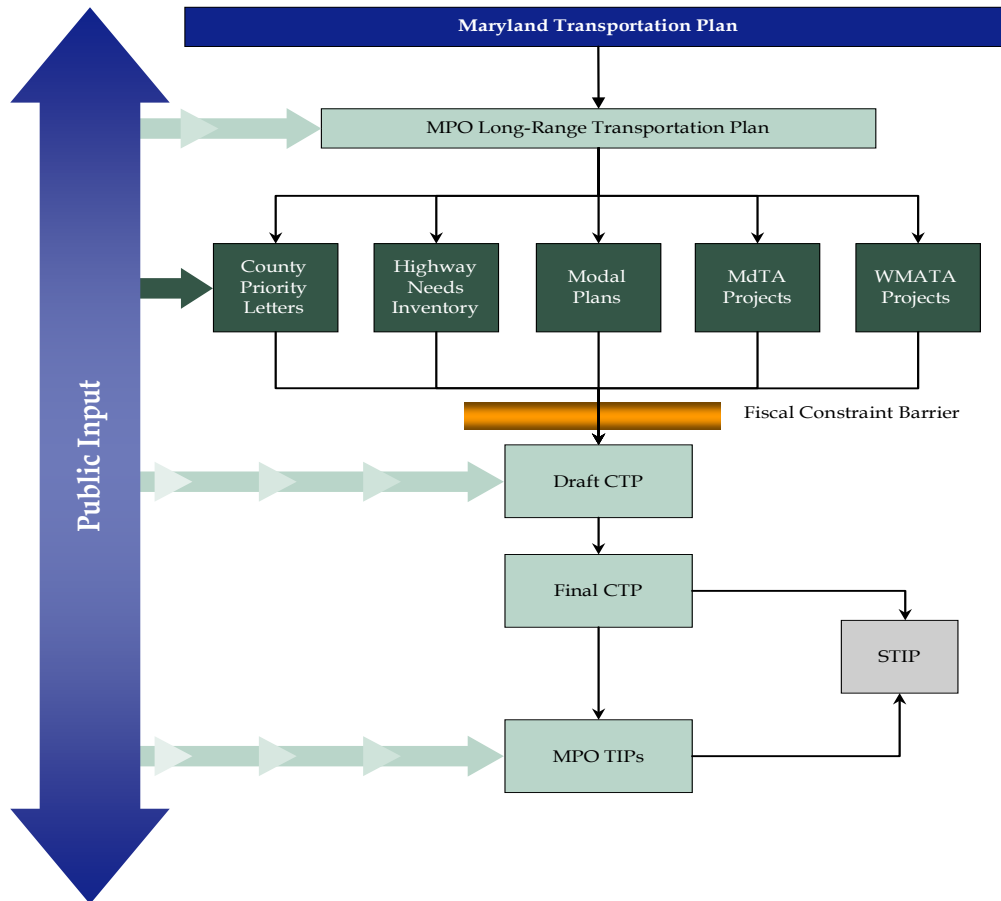 Maryland Transportation Plan
MPO Long-Range Transportation Plan
County
Priority
Letters
Highway
Needs
Inventory
Modal
Plans
MdTA
Projects
WMATA
Projects
Fiscal Constraint Barrier
Public Input
Draft CTP
Final CTP
STIP
MPO TIPs